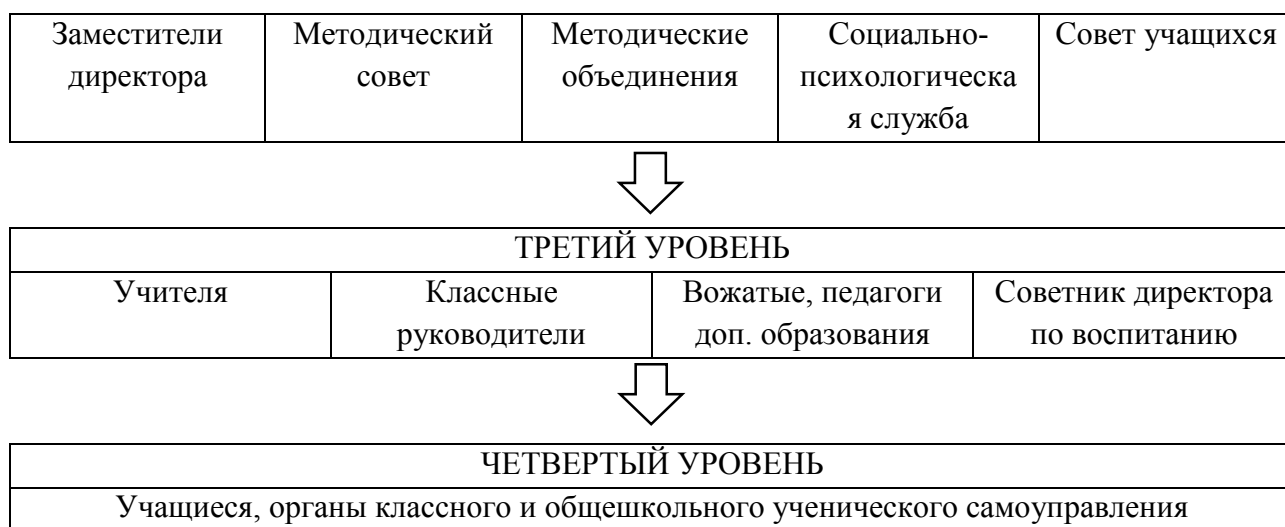 Заместители директора Методический совет Методические объединения Социально-психологическа я служба Совет учащихся
ТРЕТИЙ УРОВЕНЬ
Учителя Классные руководители Вожатые, педагоги доп. образования Советник директора по воспитанию
ЧЕТВЕРТЫЙ УРОВЕНЬ
Учащиеся, органы классного и общешкольного ученического самоуправления